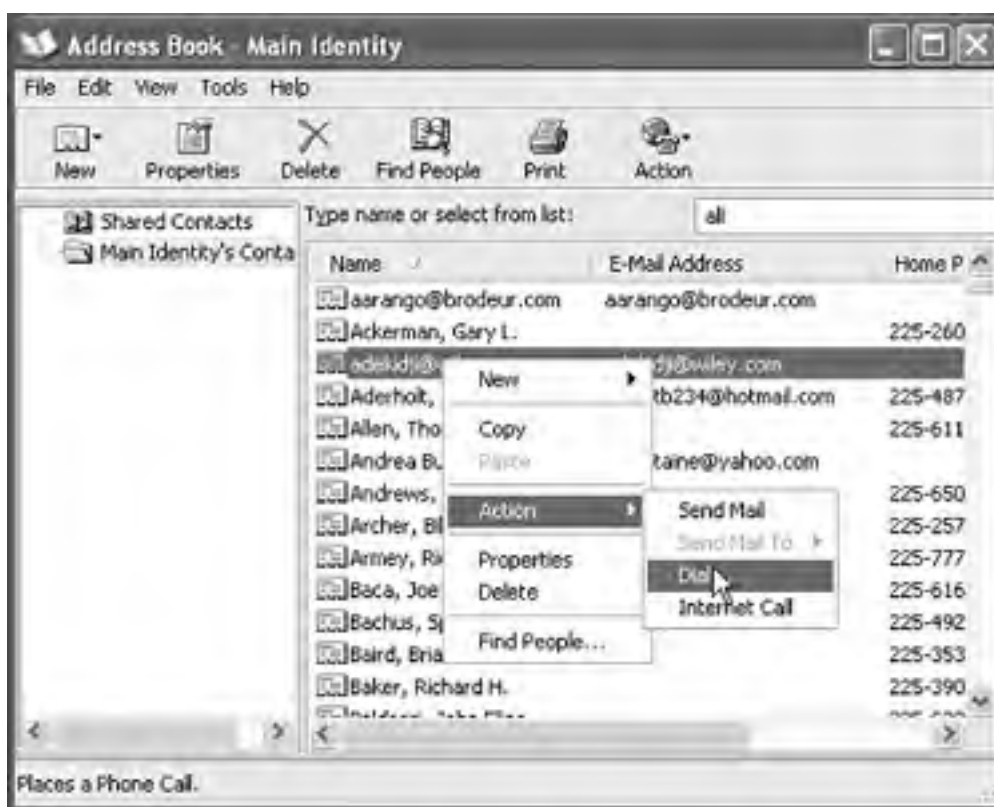 Address Book - Main Identity
File Edit View Tools Help
New Properties Delete Find People Print Action
Shared Contacts
Main Identity's Conta
Type name or select from list: all
Name E-Mail Address Home P
aarango@brodeur.com aarango@brodeur.com
Ackerman, Gary L. 225-260
@wiley.com
Aderholt, tb234@hotmail.com 225-487
Allen, Tho 225-611
Andrea Bu taine@yahoo.com
Andrews, 225-650
Archer, Bil 225-257
Armey, Ri 225-777
Baca, Joe 225-616
Bachus, Sp 225-492
Baird, Bria 225-353
Baker, Richard H. 225-390
New
Copy
Paste
Action
Properties
Delete
Find People...
Send Mail
Send Mail To
Dial
Internet Call
Places a Phone Call.